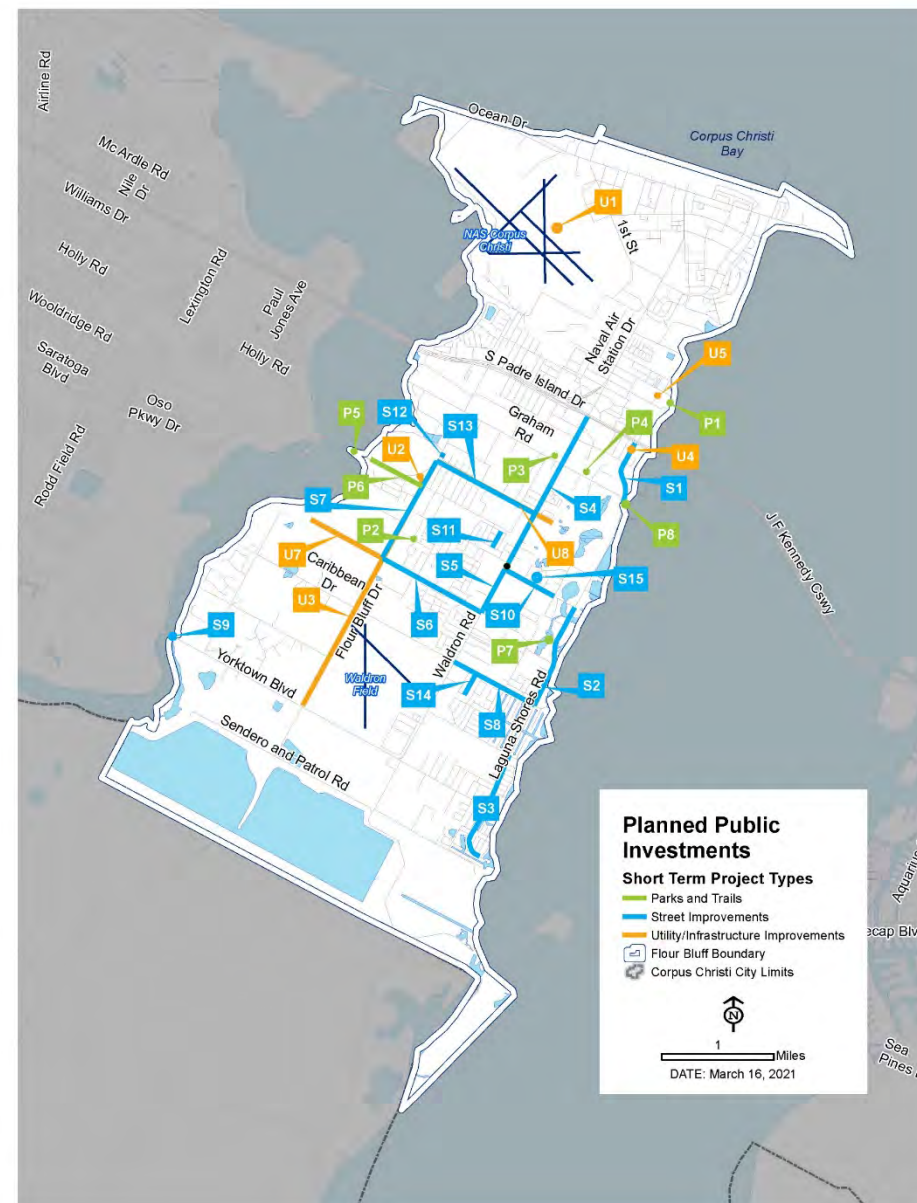 Airline Rd
Ocean Dr
Corpus Christi
Bay
Mc Ardle Rd
Nile
Dr
Williams Dr
U1
1st St
NAS Corpus
Christi
Holly Rd
Lexington Rd
Paul
Jones Ave
Wooldridge Rd
Holly Rd
Saratoga
Blvd
Naval Air
Station Dr
S Padre Island Dr
U5
Oso
Pkwy Dr
Graham
Rd
P1
P5
S12
S13
P4
Rodd Field Rd
U2
P3
U4
P6
S4
S1
S7
P2
S11
U8
P8
J F Kennedy Cswy
U7
Caribbean
Dr
S5
S15
U3
Flour Bluff Dr
S6
S10
S9
Waldron Rd
P7
Yorktown Blvd
Waldron
Field
S14
S8
S2
Laguna Shores Rd
Sendero and Patrol Rd
S3
Planned Public
Investments
Short Term Project Types
Parks and Trails
Street Improvements
Utility/Infrastructure Improvements
Flour Bluff Boundary
Corpus Christi City Limits
N
1
Miles
DATE: March 16, 2021
Aquarius
ecap Blv
Sea
Pines